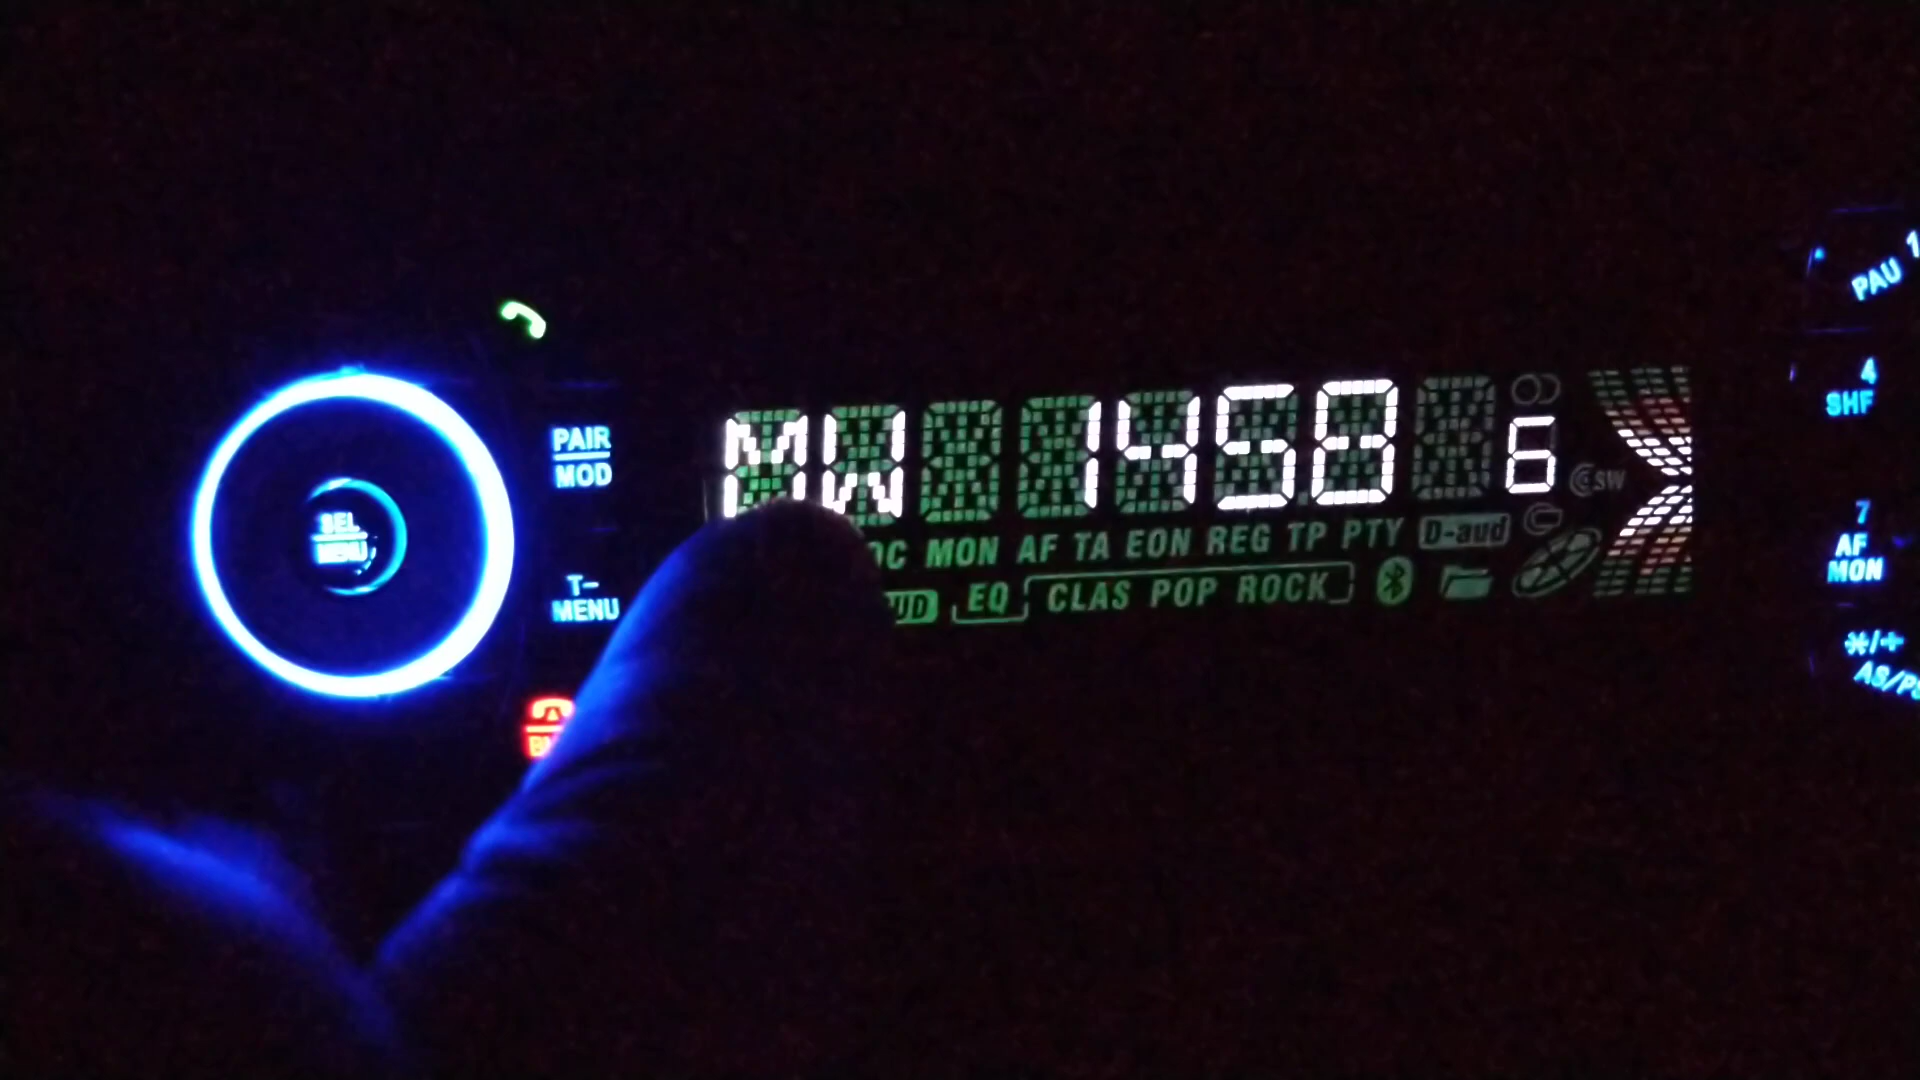 PAIR
MOD
SEL
MENU
T-
MENU
MW 1458 6
MON AF TA EON REG TP PTY D-aud
SW
EQ CLAS POP ROCK
1
PAU
4
SHF
7
AF
MON
*/+